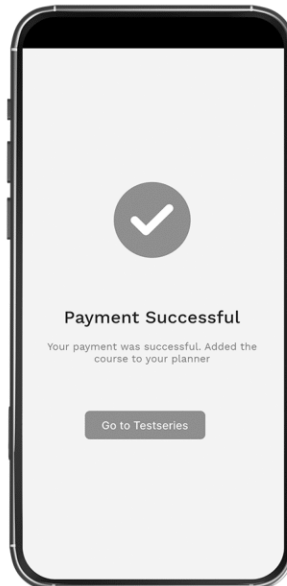 Payment Successful
Your payment was successful. Added the
course to your planner
Go to Testseries